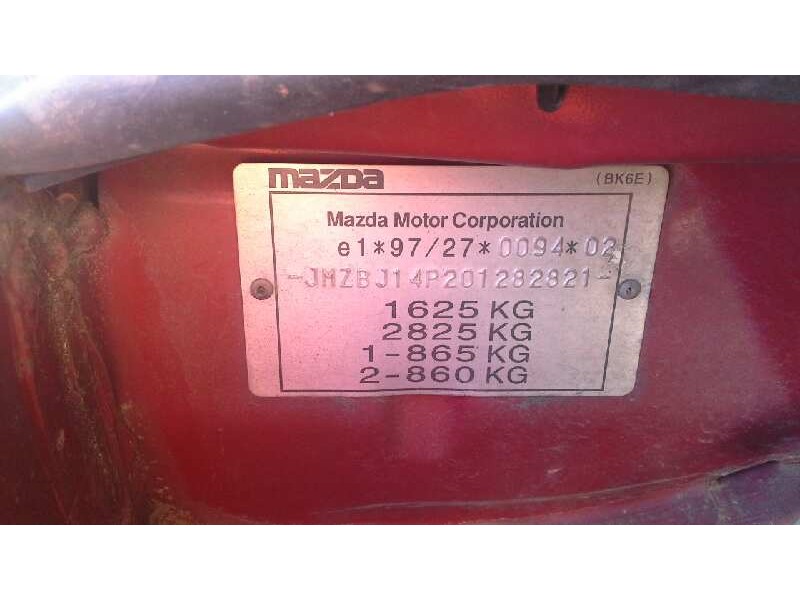 mazda (BK6E)
Mazda Motor Corporation
e1*97/27*0094*02
-JMZBJ14P201282821-
1625 KG
2825 KG
1-865 KG
2-860 KG